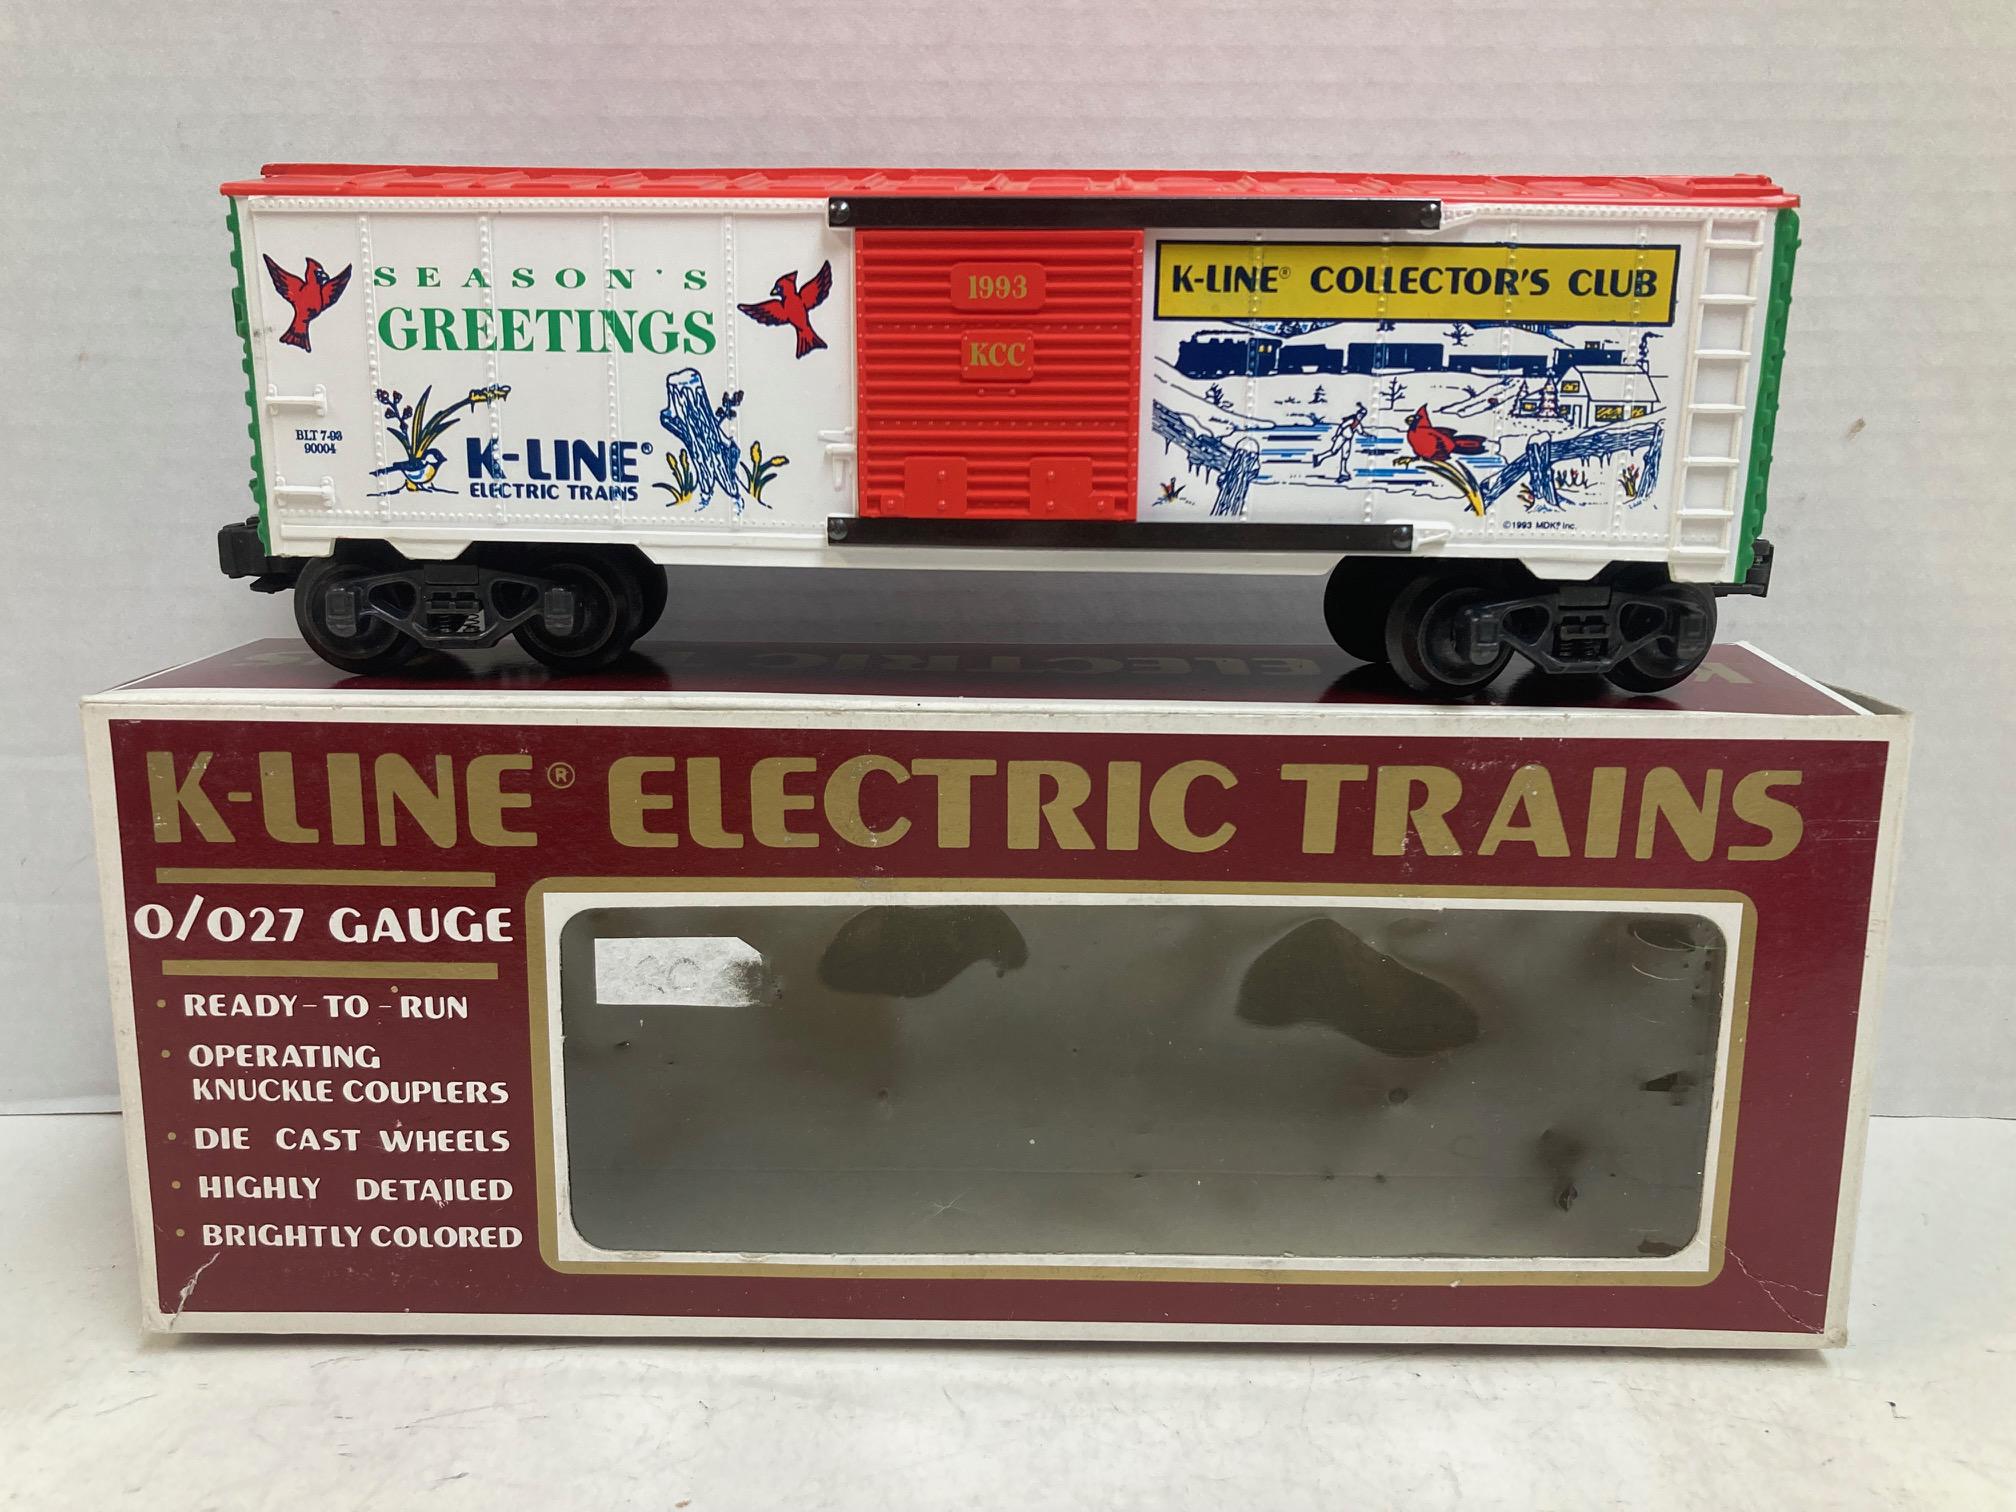 SEASON'S
GREETINGS
BLT 7-93
90004
K-LINE®
ELECTRIC TRAINS
1993
KCC
K-LINE® COLLECTOR'S CLUB
©1993 MDK® Inc.
K-LINE® ELECTRIC TRAINS
O/O27 GAUGE
• READY-TO-RUN
• OPERATING
KNUCKLE COUPLERS
• DIE CAST WHEELS
• HIGHLY DETAILED
• BRIGHTLY COLORED